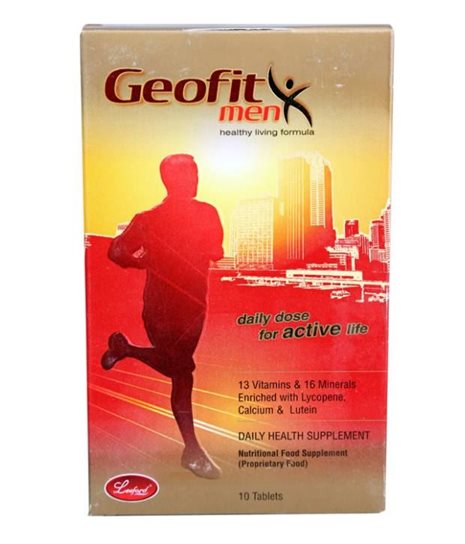 Geofit
men
healthy living formula
daily dose
for active life
13 Vitamins & 16 Minerals
Enriched with Lycopene,
Calcium & Lutein
DAILY HEALTH SUPPLEMENT
Nutritional Food Supplement
(Proprietary Food)
Leeford
10 Tablets